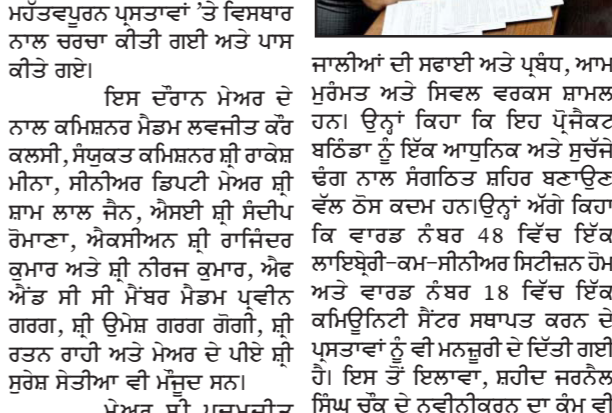 ਮਹੱਤਵਪੂਰਨ ਪ੍ਰਸਤਾਵਾਂ ’ਤੇ ਵਿਸਥਾਰ
ਨਾਲ ਚਰਚਾ ਕੀਤੀ ਗਈ ਅਤੇ ਪਾਸ
ਕੀਤੇ ਗਏ।
ਇਸ ਦੌਰਾਨ ਮੇਅਰ ਦੇ
ਨਾਲ ਕਮਿਸ਼ਨਰ ਮੈਡਮ ਲਵਜੀਤ ਕੌਰ
ਕਲਸੀ, ਸੰਯੁਕਤ ਕਮਿਸ਼ਨਰ ਸ਼੍ਰੀ ਰਾਕੇਸ਼
ਮੀਨਾ, ਸੀਨੀਅਰ ਡਿਪਟੀ ਮੇਅਰ ਸ਼੍ਰੀ
ਸ਼ਾਮ ਲਾਲ ਜੈਨ, ਐਸਈ ਸ਼੍ਰੀ ਸੰਦੀਪ
ਰੋਮਾਣਾ, ਐਕਸੀਅਨ ਸ਼੍ਰੀ ਰਾਜਿੰਦਰ
ਕੁਮਾਰ ਅਤੇ ਸ਼੍ਰੀ ਨੀਰਜ ਕੁਮਾਰ, ਐਫ
ਐਂਡ ਸੀ ਸੀ ਮੈਂਬਰ ਮੈਡਮ ਪ੍ਰਵੀਨ
ਗਰਗ, ਸ਼੍ਰੀ ਉਮੇਸ਼ ਗਰਗ ਗੋਗੀ, ਸ਼੍ਰੀ
ਰਤਨ ਰਾਹੀ ਅਤੇ ਮੇਅਰ ਦੇ ਪੀਏ ਸ਼੍ਰੀ
ਸੁਰੇਸ਼ ਸੇਤੀਆ ਵੀ ਮੌਜੂਦ ਸਨ।
ਮੇਅਰ ਸ਼੍ਰੀ ਪਦਮਜੀਤ
ਜਾਲੀਆਂ ਦੀ ਸਫਾਈ ਅਤੇ ਪ੍ਰਬੰਧ, ਆਮ
ਮੁਰੰਮਤ ਅਤੇ ਸਿਵਲ ਵਰਕਸ ਸ਼ਾਮਲ
ਹਨ। ਉਨ੍ਹਾਂ ਕਿਹਾ ਕਿ ਇਹ ਪ੍ਰੋਜੈਕਟ
ਬਠਿੰਡਾ ਨੂੰ ਇੱਕ ਆਧੁਨਿਕ ਅਤੇ ਸੁਚੱਜੇ
ਢੰਗ ਨਾਲ ਸੰਗਠਿਤ ਸ਼ਹਿਰ ਬਣਾਉਣ
ਵੱਲ ਠੋਸ ਕਦਮ ਹਨ।ਉਨ੍ਹਾਂ ਅੱਗੇ ਕਿਹਾ
ਕਿ ਵਾਰਡ ਨੰਬਰ 48 ਵਿੱਚ ਇੱਕ
ਲਾਇਬ੍ਰੇਰੀ-ਕਮ-ਸੀਨੀਅਰ ਸਿਟੀਜ਼ਨ ਹੋਮ
ਅਤੇ ਵਾਰਡ ਨੰਬਰ 18 ਵਿੱਚ ਇੱਕ
ਕਮਿਊਨਿਟੀ ਸੈਂਟਰ ਸਥਾਪਤ ਕਰਨ ਦੇ
ਪ੍ਰਸਤਾਵਾਂ ਨੂੰ ਵੀ ਮਨਜ਼ੂਰੀ ਦੇ ਦਿੱਤੀ ਗਈ
ਹੈ। ਇਸ ਤੋਂ ਇਲਾਵਾ, ਸ਼ਹੀਦ ਜਰਨੈਲ
ਸਿੰਘ ਚੌਕ ਦੇ ਨਵੀਨੀਕਰਨ ਦਾ ਕੰਮ ਵੀ